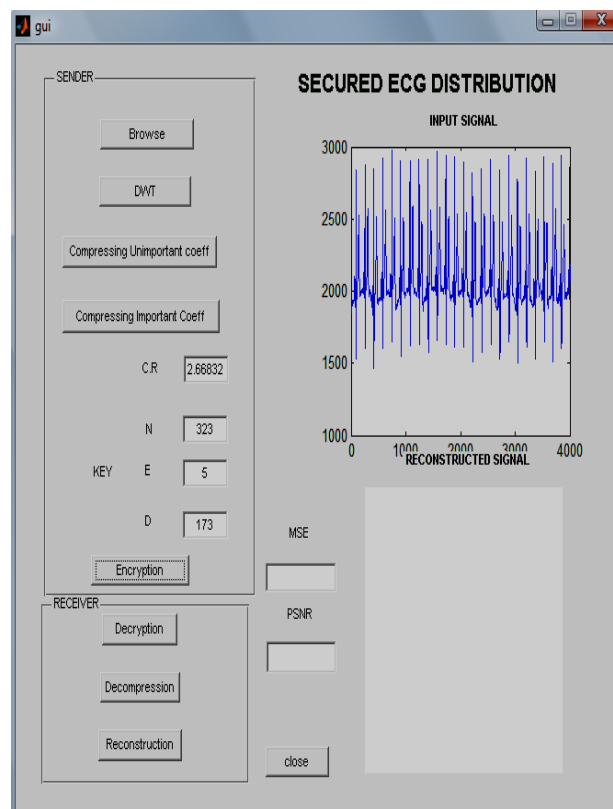 gui
SENDER
Browse
DWT
Compressing Unimportant coeff
Compressing Important Coeff
C.R 2.66832
N 323
KEY E 5
D 173
Encryption
RECEIVER
Decryption
Decompression
Reconstruction
SECURED ECG DISTRIBUTION
INPUT SIGNAL
3000
2500
2000
1500
1000
0 1000 2000 3000 4000
RECONSTRUCTED SIGNAL
MSE
PSNR
close